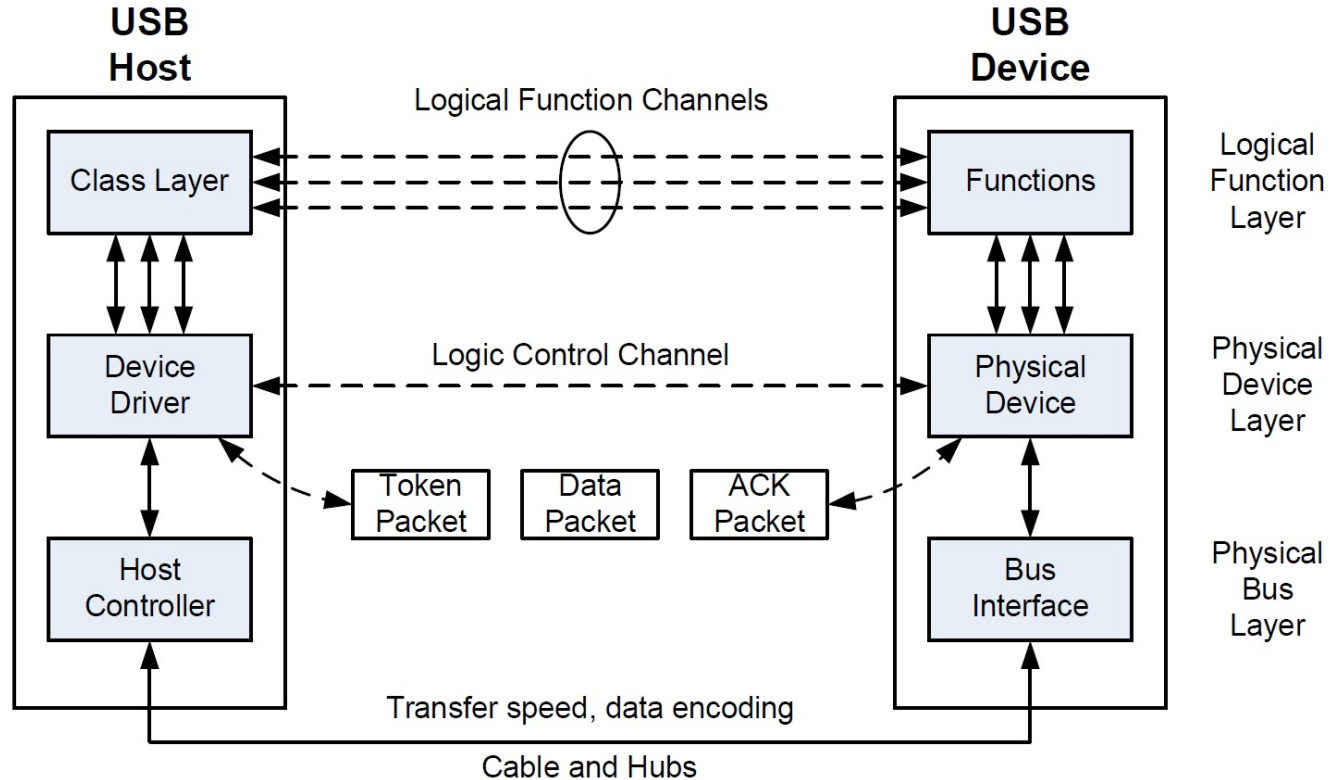 USB
Host
USB
Device
Logical Function Channels
Class Layer
Functions
Logical
Function
Layer
Logic Control Channel
Device
Driver
Physical
Device
Physical
Device
Layer
Token
Packet
Data
Packet
ACK
Packet
Host
Controller
Bus
Interface
Physical
Bus
Layer
Transfer speed, data encoding
Cable and Hubs